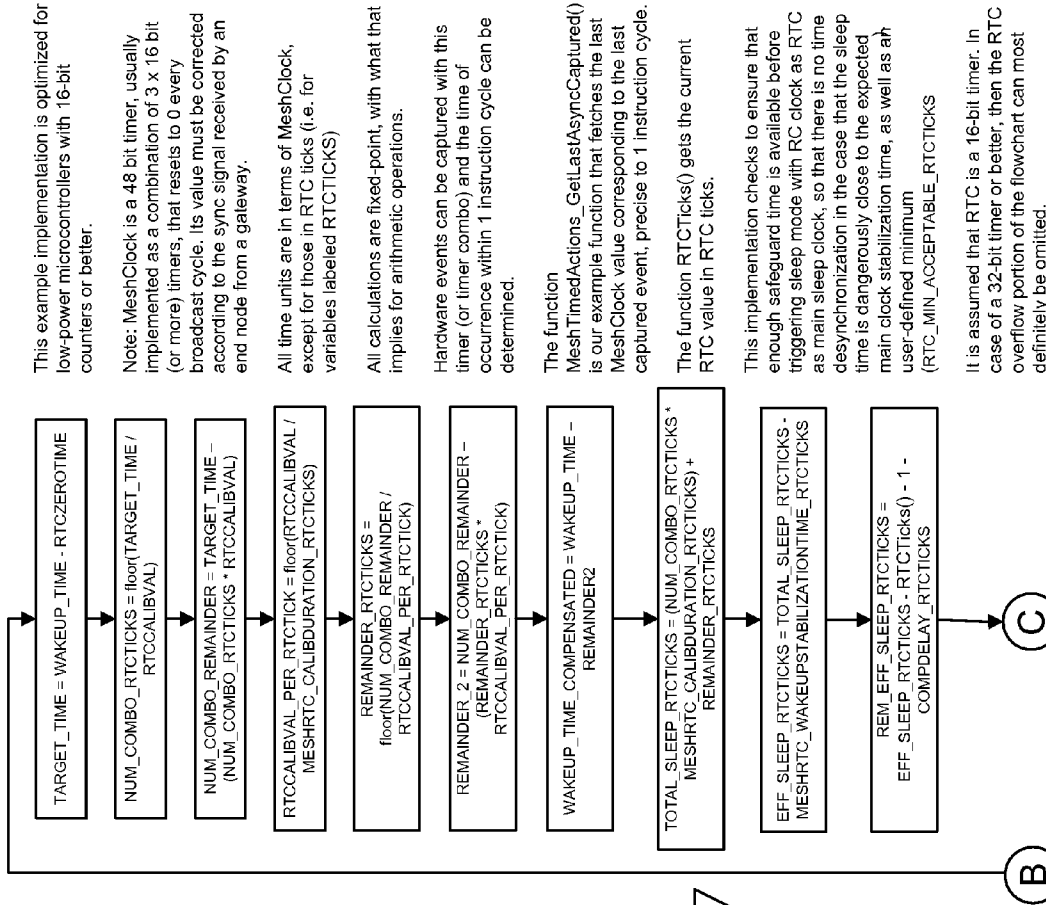 TARGET_TIME = WAKEUP_TIME - RTCZEROTIME
NUM_COMBO_RTCTICKS = floor(TARGET_TIME /
RTCCALIBVAL)
NUM_COMBO_REMAINDER = TARGET_TIME –
(NUM_COMBO_RTCTICKS * RTCCALIBVAL)
RTCCALIBVAL_PER_RTCTICK = floor(RTCCALIBVAL /
MESHRTC_CALIBDURATION_RTCTICKS)
REMAINDER_RTCTICKS =
floor(NUM_COMBO_REMAINDER /
RTCCALIBVAL_PER_RTCTICK)
REMAINDER_2 = NUM_COMBO_REMAINDER –
(REMAINDER_RTCTICKS *
RTCCALIBVAL_PER_RTCTICK)
WAKEUP_TIME_COMPENSATED = WAKEUP_TIME –
REMAINDER2
TOTAL_SLEEP_RTCTICKS = (NUM_COMBO_RTCTICKS *
MESHRTC_CALIBDURATION_RTCTICKS) +
REMAINDER_RTCTICKS
EFF_SLEEP_RTCTICKS = TOTAL_SLEEP_RTCTICKS -
MESHRTC_WAKEUPSTABILIZATIONTIME_RTCTICKS
REM_EFF_SLEEP_RTCTICKS =
EFF_SLEEP_RTCTICKS - RTCTicks() - 1 -
COMPDELAY_RTCTICKS
B
C
This example implementation is optimized for
low-power microcontrollers with 16-bit
counters or better.
Note: MeshClock is a 48 bit timer, usually
implemented as a combination of 3 x 16 bit
(or more) timers, that resets to 0 every
broadcast cycle. Its value must be corrected
according to the sync signal received by an
end node from a gateway.
All time units are in terms of MeshClock,
except for those in RTC ticks (i.e. for
variables labeled RTCTICKS)
All calculations are fixed-point, with what that
implies for arithmetic operations.
Hardware events can be captured with this
timer (or timer combo) and the time of
occurrence within 1 instruction cycle can be
determined.
The function
MeshTimedActions_GetLastAsyncCaptured()
is our example function that fetches the last
MeshClock value corresponding to the last
captured event, precise to 1 instruction cycle.
The function RTCTicks() gets the current
RTC value in RTC ticks.
This implementation checks to ensure that
enough safeguard time is available before
triggering sleep mode with RC clock as RTC
as main sleep clock, so that there is no time
desynchronization in the case that the sleep
time is dangerously close to the expected
main clock stabilization time, as well as an
user-defined minimum
(RTC_MIN_ACCEPTABLE_RTCTICKS
It is assumed that RTC is a 16-bit timer. In
case of a 32-bit timer or better, then the RTC
overflow portion of the flowchart can most
definitely be omitted.